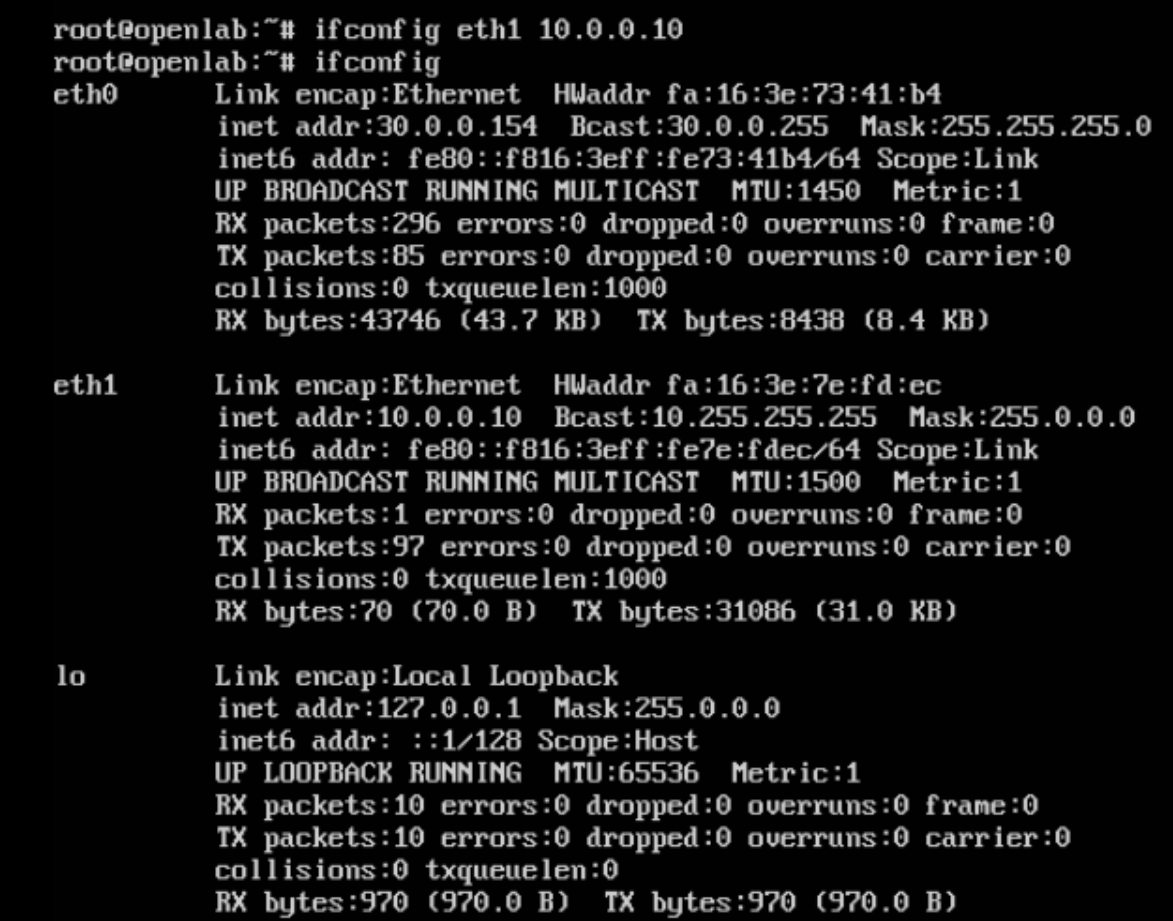 root@openlab:~# ifconfig eth1 10.0.0.10
root@openlab:~# ifconfig
eth0      Link encap:Ethernet  HWaddr fa:16:3e:73:41:b4
          inet addr:30.0.0.154  Bcast:30.0.0.255  Mask:255.255.255.0
          inet6 addr: fe80::f816:3eff:fe73:41b4/64 Scope:Link
          UP BROADCAST RUNNING MULTICAST  MTU:1450  Metric:1
          RX packets:296 errors:0 dropped:0 overruns:0 frame:0
          TX packets:85 errors:0 dropped:0 overruns:0 carrier:0
          collisions:0 txqueuelen:1000
          RX bytes:43746 (43.7 KB)  TX bytes:8438 (8.4 KB)

eth1      Link encap:Ethernet  HWaddr fa:16:3e:7e:fd:ec
          inet addr:10.0.0.10  Bcast:10.255.255.255  Mask:255.0.0.0
          inet6 addr: fe80::f816:3eff:fe7e:fdec/64 Scope:Link
          UP BROADCAST RUNNING MULTICAST  MTU:1500  Metric:1
          RX packets:1 errors:0 dropped:0 overruns:0 frame:0
          TX packets:97 errors:0 dropped:0 overruns:0 carrier:0
          collisions:0 txqueuelen:1000
          RX bytes:70 (70.0 B)  TX bytes:31086 (31.0 KB)

lo        Link encap:Local Loopback
          inet addr:127.0.0.1  Mask:255.0.0.0
          inet6 addr: ::1/128 Scope:Host
          UP LOOPBACK RUNNING  MTU:65536  Metric:1
          RX packets:10 errors:0 dropped:0 overruns:0 frame:0
          TX packets:10 errors:0 dropped:0 overruns:0 carrier:0
          collisions:0 txqueuelen:0
          RX bytes:970 (970.0 B)  TX bytes:970 (970.0 B)